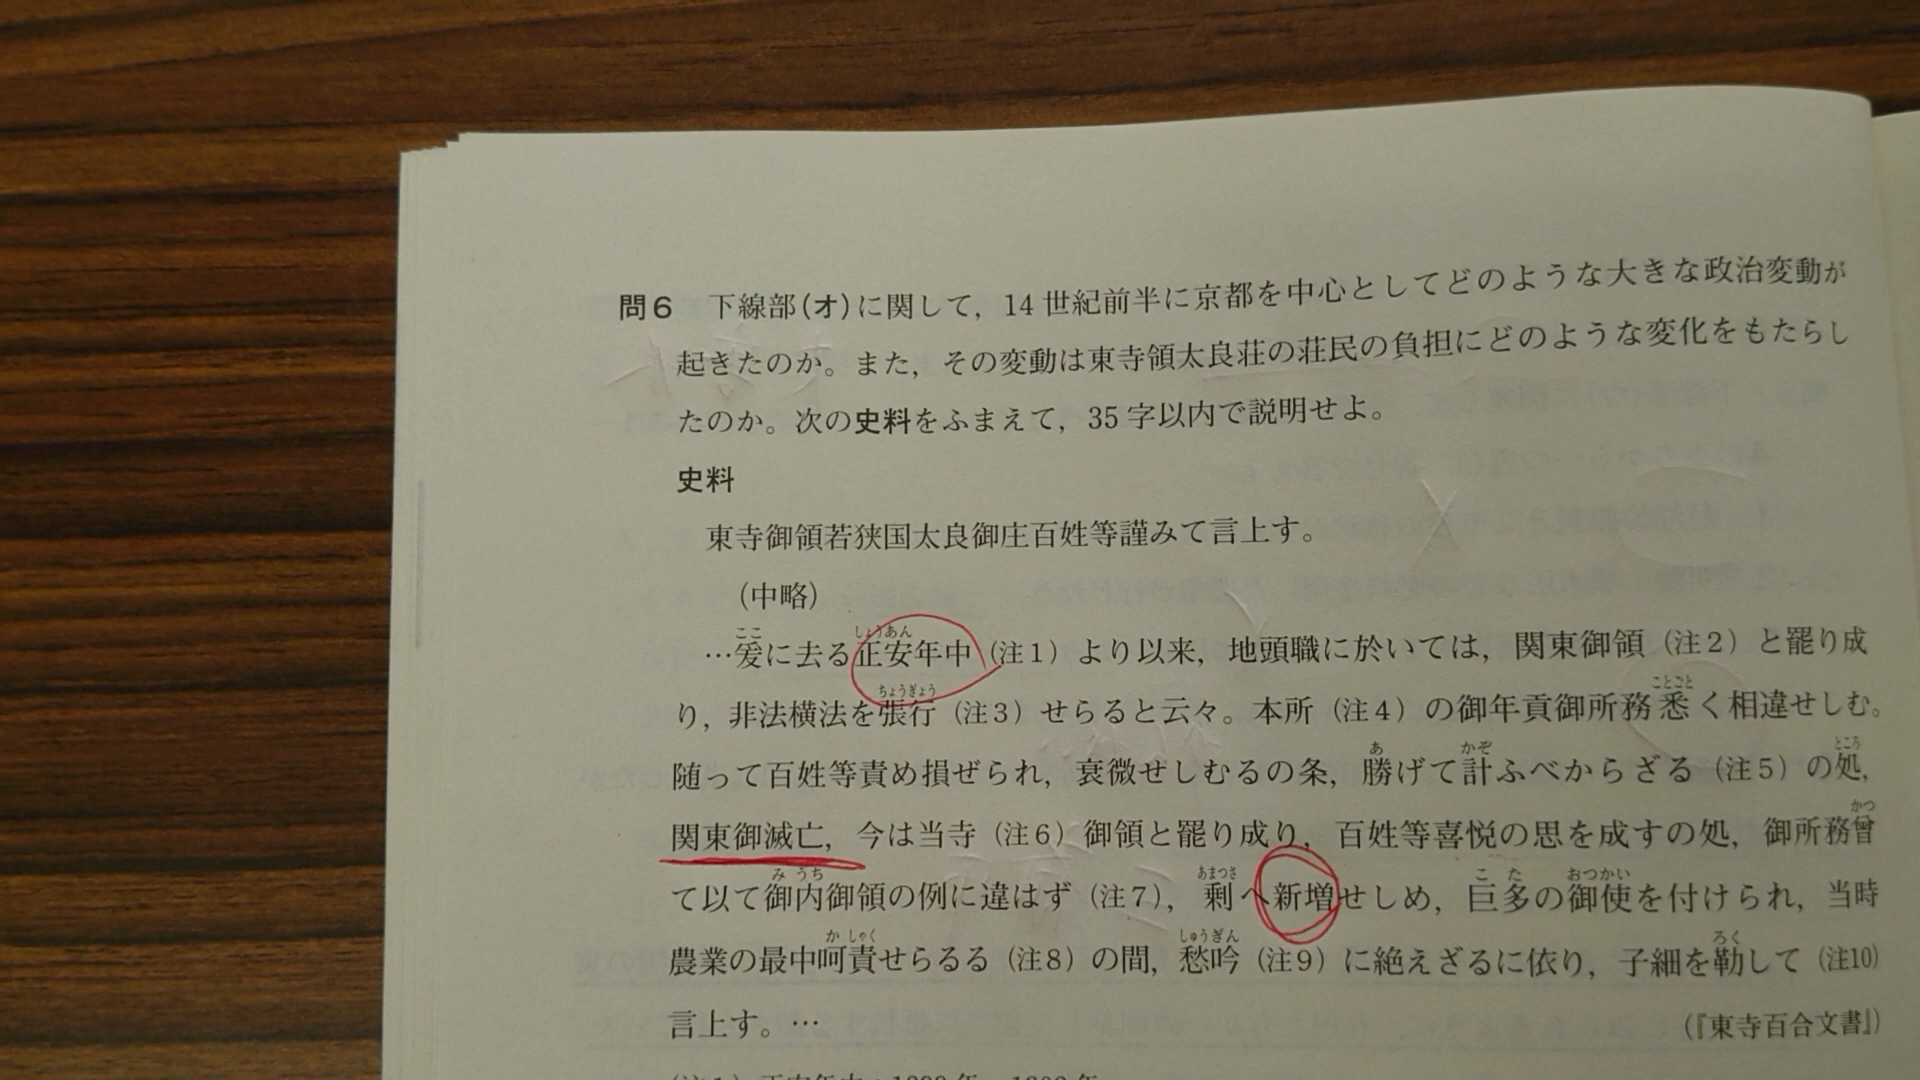 問6 下線部(オ)に関して，14世紀前半に京都を中心としてどのような大きな政治変動が
起きたのか。また，その変動は東寺領太良荘の荘民の負担にどのような変化をもたらし
たのか。次の史料をふまえて，35字以内で説明せよ。
史料
東寺御領若狭国太良御庄百姓等謹みて言上す。
(中略)
…爰に去る正安年中(注1)より以来，地頭職に於いては，関東御領(注2)と罷り成
り，非法横法を張行(注3)せらると云々。本所(注4)の御年貢御所務悉く相違せしむ。
随って百姓等責め損ぜられ，衰微せしむるの条，勝げて計ふべからざる(注5)の処，
関東御滅亡，今は当寺(注6)御領と罷り成り，百姓等喜悦の思を成すの処，御所務曾
て以て御内御領の例に違はず(注7)，剰へ新増せしめ，巨多の御使を付けられ，当時
農業の最中呵責せらるる(注8)の間，愁吟(注9)に絶えざるに依り，子細を勒して(注10)
言上す。…
(『東寺百合文書』)